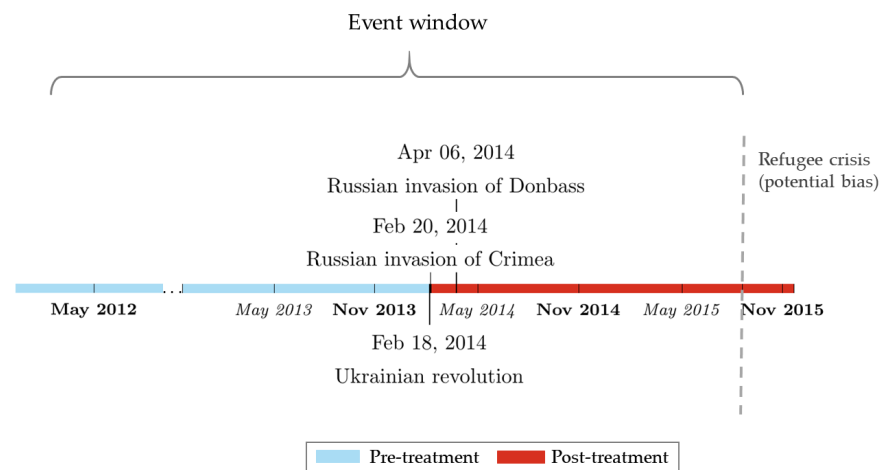 Event window
Apr 06, 2014
Russian invasion of Donbass
Refugee crisis
(potential bias)
Feb 20, 2014
Russian invasion of Crimea
...
May 2012
May 2013
Nov 2013
May 2014
Nov 2014
May 2015
Nov 2015
Feb 18, 2014
Ukrainian revolution
Pre-treatment
Post-treatment